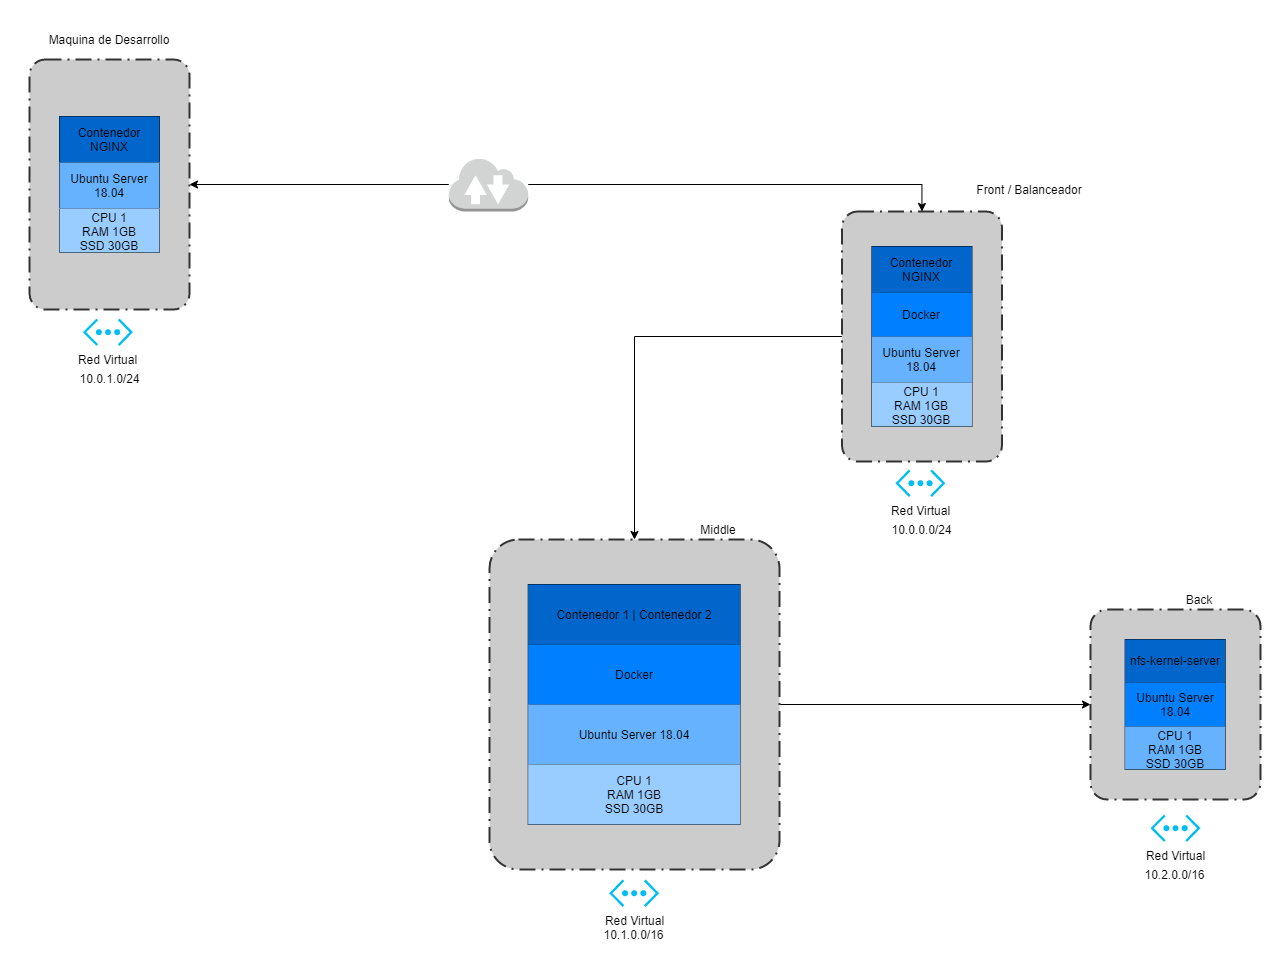 Maquina de Desarrollo
Contenedor
NGINX
Ubuntu Server
18.04
CPU 1
RAM 1GB
SSD 30GB
Red Virtual
10.0.1.0/24
Front / Balanceador
Contenedor
NGINX
Docker
Ubuntu Server
18.04
CPU 1
RAM 1GB
SSD 30GB
Red Virtual
10.0.0.0/24
Middle
Contenedor 1 | Contenedor 2
Docker
Ubuntu Server 18.04
CPU 1
RAM 1GB
SSD 30GB
Red Virtual
10.1.0.0/16
Back
nfs-kernel-server
Ubuntu Server
18.04
CPU 1
RAM 1GB
SSD 30GB
Red Virtual
10.2.0.0/16